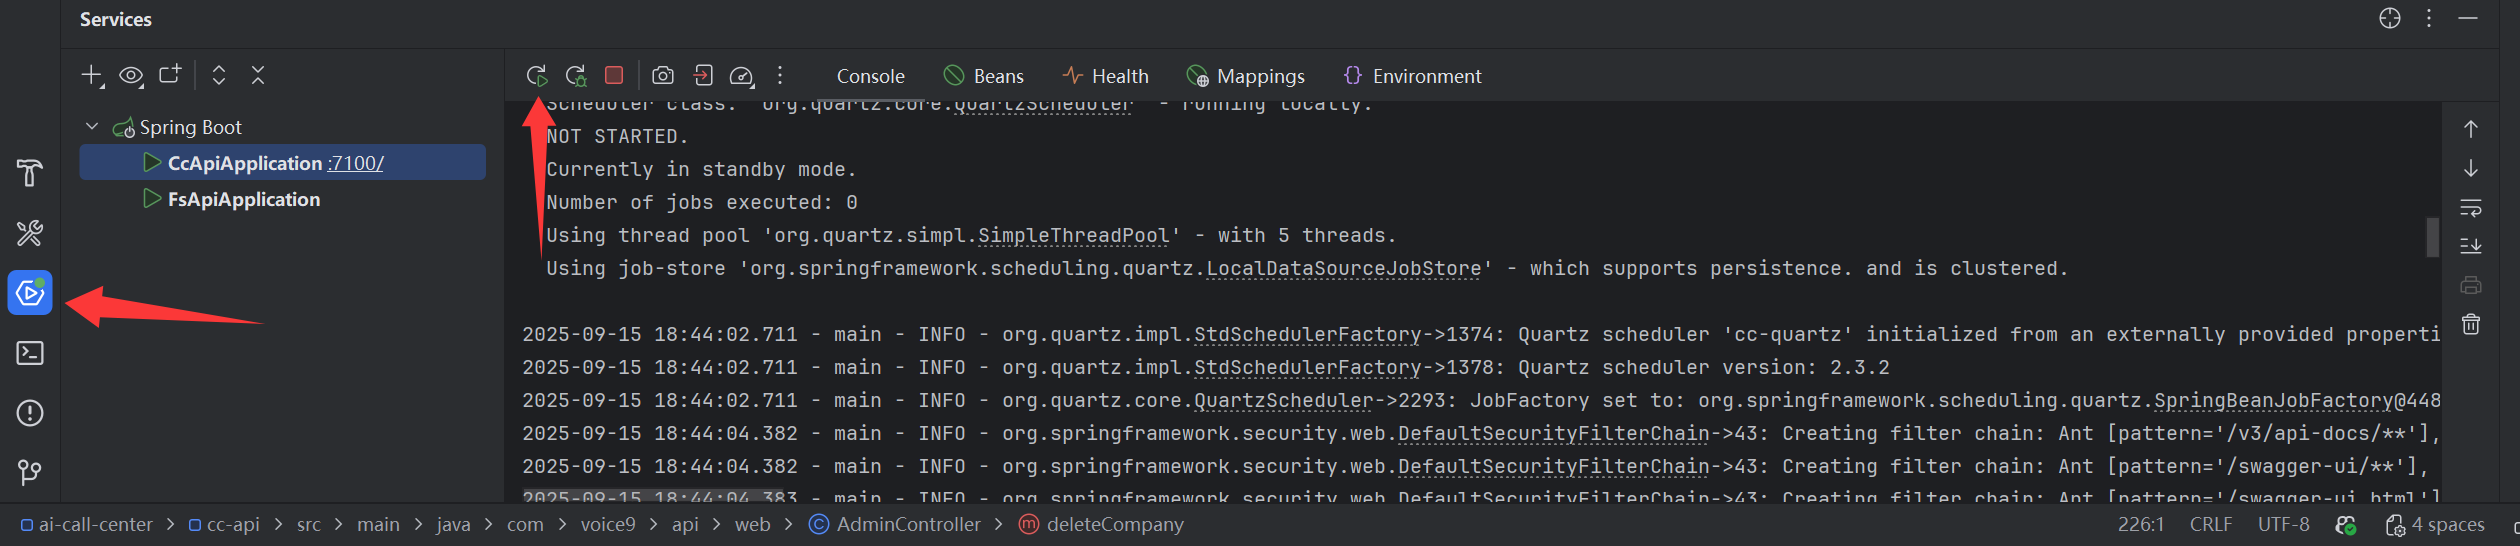 Services
Console Beans Health Mappings Environment
Spring Boot
CcApiApplication :7100/
FsApiApplication
Scheduler class: 'org.quartz.core.QuartzScheduler' - running locally.
NOT STARTED.
Currently in standby mode.
Number of jobs executed: 0
Using thread pool 'org.quartz.simpl.SimpleThreadPool' - with 5 threads.
Using job-store 'org.springframework.scheduling.quartz.LocalDataSourceJobStore' - which supports persistence. and is clustered.
2025-09-15 18:44:02.711 - main - INFO - org.quartz.impl.StdSchedulerFactory->1374: Quartz scheduler 'cc-quartz' initialized from an externally provided properti
2025-09-15 18:44:02.711 - main - INFO - org.quartz.impl.StdSchedulerFactory->1378: Quartz scheduler version: 2.3.2
2025-09-15 18:44:02.711 - main - INFO - org.quartz.core.QuartzScheduler->2293: JobFactory set to: org.springframework.scheduling.quartz.SpringBeanJobFactory@448
2025-09-15 18:44:04.382 - main - INFO - org.springframework.security.web.DefaultSecurityFilterChain->43: Creating filter chain: Ant [pattern='/v3/api-docs/**'],
2025-09-15 18:44:04.382 - main - INFO - org.springframework.security.web.DefaultSecurityFilterChain->43: Creating filter chain: Ant [pattern='/swagger-ui/**'],
2025-09-15 18:44:04.383 - main - INFO - org.springframework.security.web.DefaultSecurityFilterChain->43: Creating filter chain: Ant [pattern='/swagger-ui.html']
ai-call-center > cc-api > src > main > java > com > voice9 > api > web > AdminController > deleteCompany
226:1 CRLF UTF-8 4 spaces